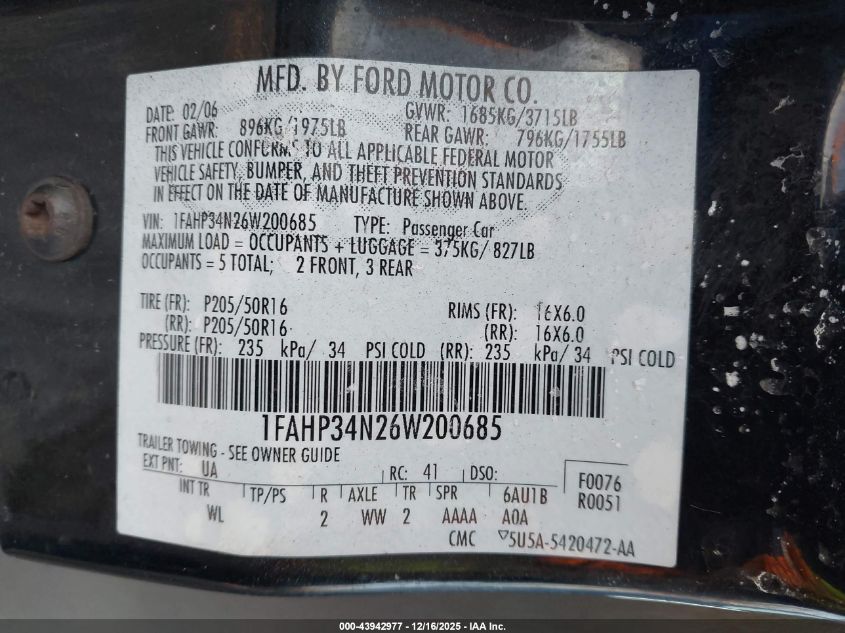 MFD. BY FORD MOTOR CO.
DATE: 02/06 GVWR: 1685KG/3715LB
FRONT GAWR: 896KG/1975LB REAR GAWR: 796KG/1755LB
THIS VEHICLE CONFORMS TO ALL APPLICABLE FEDERAL MOTOR
VEHICLE SAFETY, BUMPER, AND THEFT PREVENTION STANDARDS
IN EFFECT ON THE DATE OF MANUFACTURE SHOWN ABOVE.
VIN: 1FAHP34N26W200685 TYPE: Passenger Car
MAXIMUM LOAD = OCCUPANTS + LUGGAGE = 375KG/ 827LB
OCCUPANTS = 5 TOTAL; 2 FRONT, 3 REAR
TIRE (FR): P205/50R16 RIMS (FR): 16X6.0
(RR): P205/50R16 (RR): 16X6.0
PRESSURE (FR): 235 kPa/ 34 PSI COLD (RR): 235 kPa/ 34 PSI COLD
1FAHP34N26W200685
TRAILER TOWING - SEE OWNER GUIDE
EXT PNT: UA RC: 41 DSO: F0076
INT TR TP/PS R AXLE TR SPR 6AU1B R0051
WL 2 WW 2 AAAA A0A
CMC ▽5U5A-5420472-AA
000-43942977 - 12/16/2025 - IAA Inc.